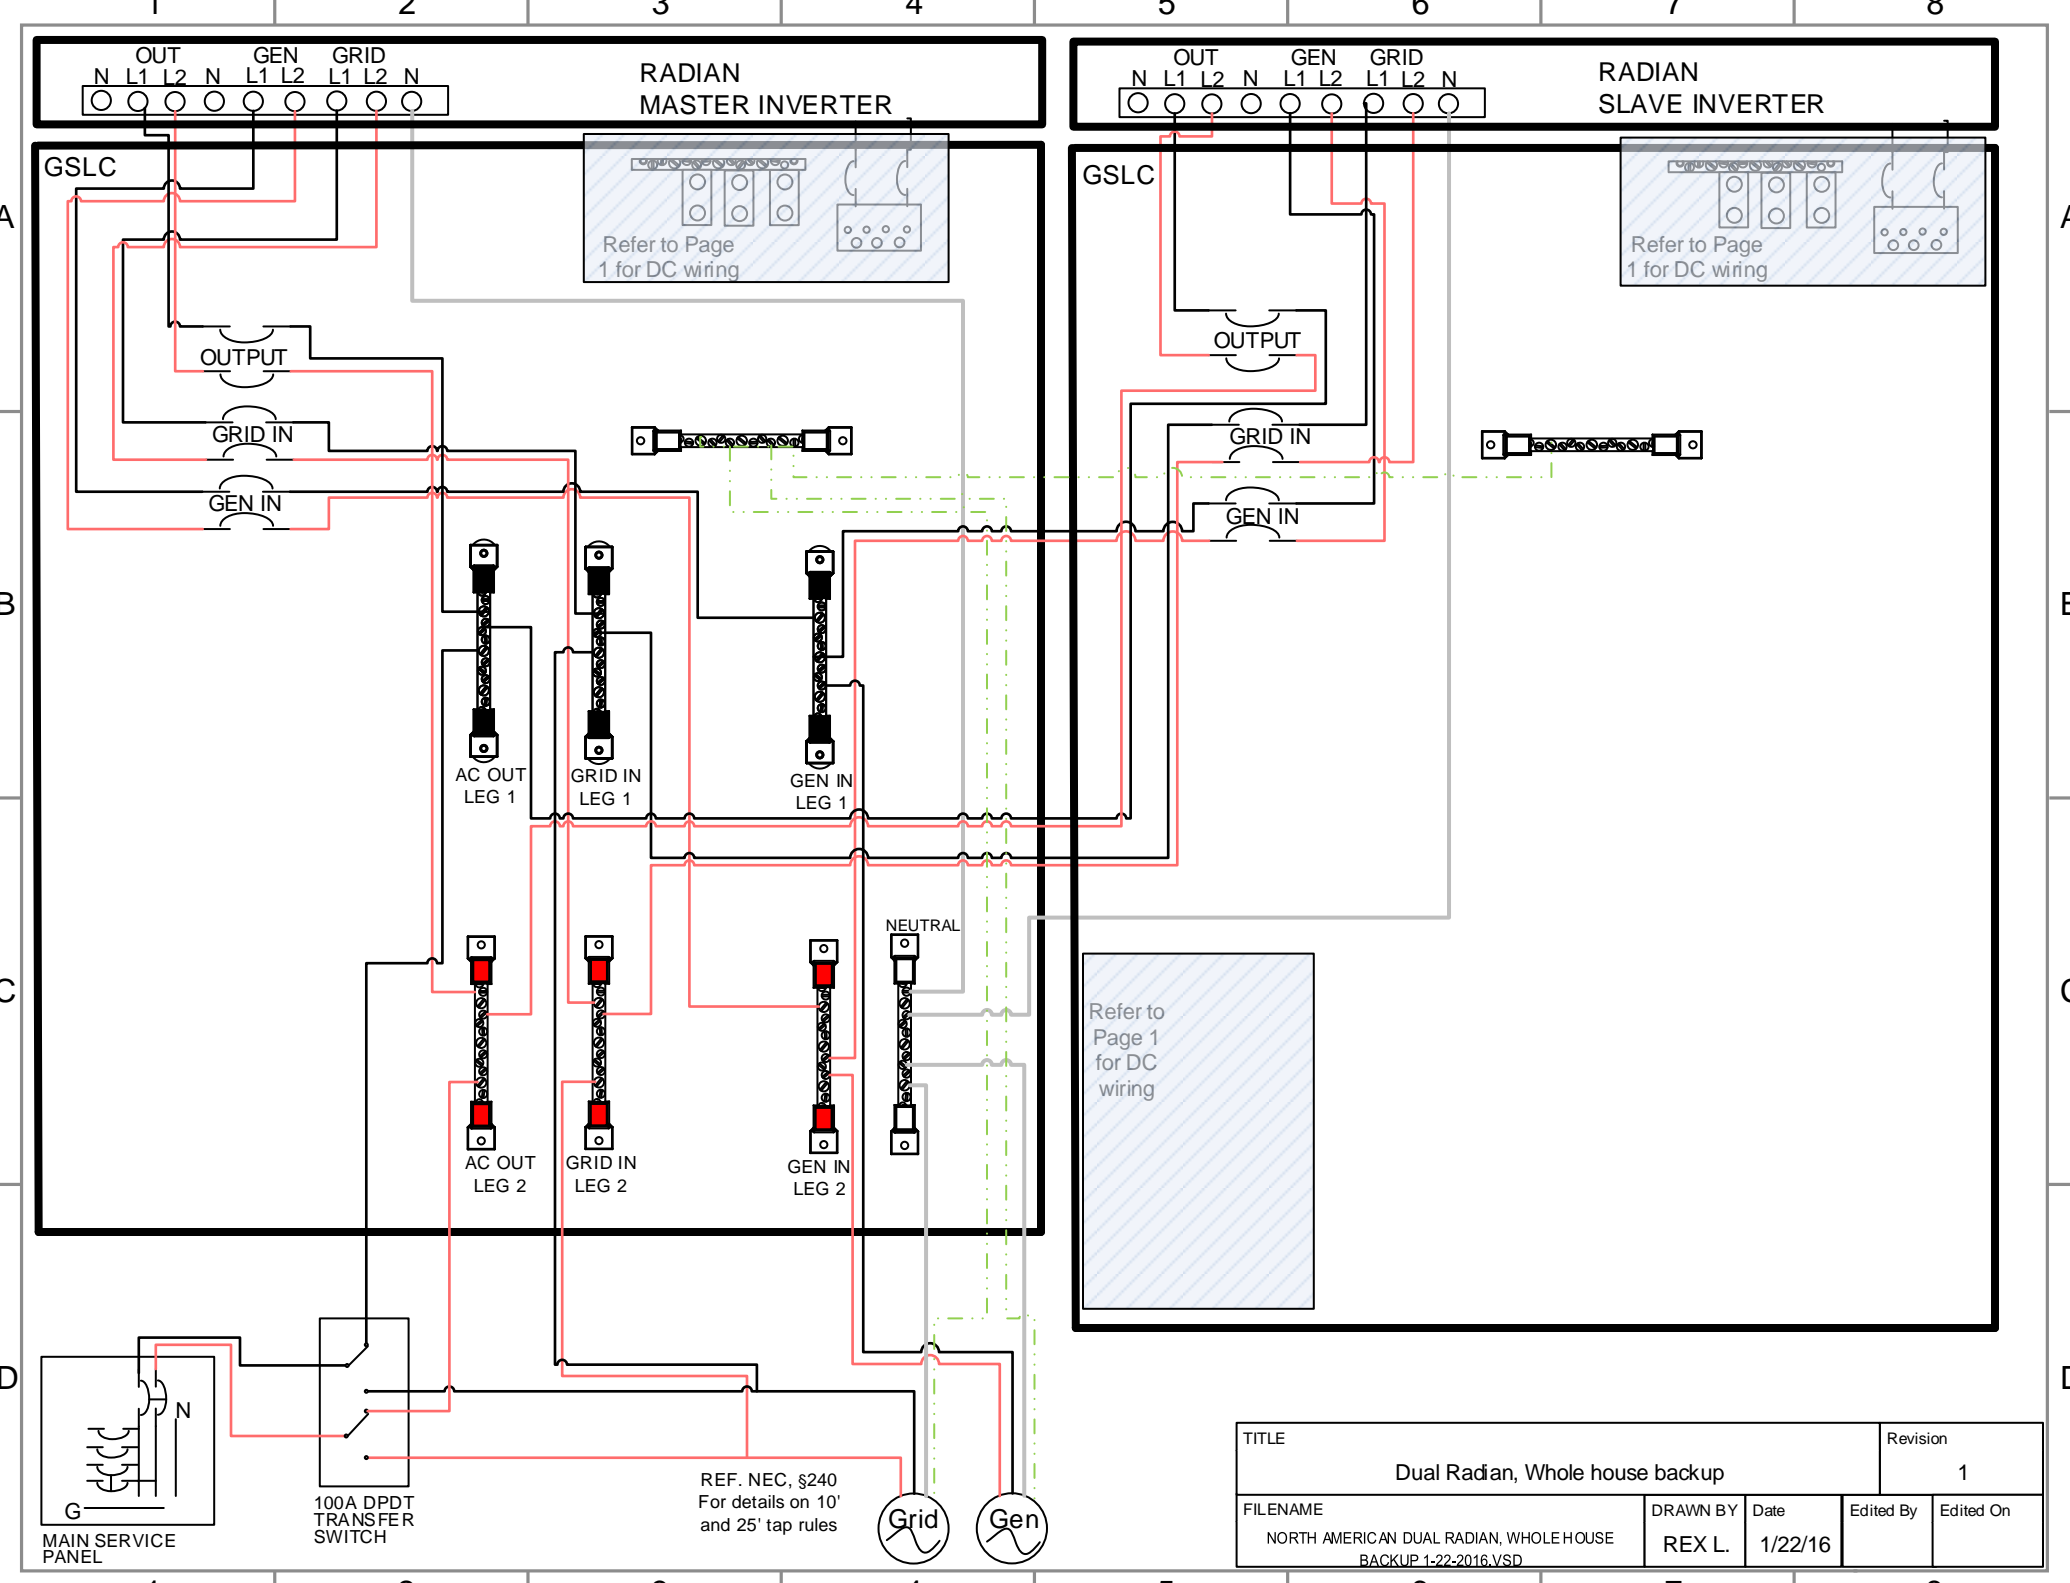 1 2 3 4 5 6 7 8
OUT GEN GRID
N L1 L2 N L1 L2 L1 L2 N
RADIAN
MASTER INVERTER
OUT GEN GRID
N L1 L2 N L1 L2 L1 L2 N
RADIAN
SLAVE INVERTER
GSLC
Refer to Page
1 for DC wiring
OUTPUT
GRID IN
GEN IN
AC OUT
LEG 1
GRID IN
LEG 1
GEN IN
LEG 1
NEUTRAL
AC OUT
LEG 2
GRID IN
LEG 2
GEN IN
LEG 2
GSLC
Refer to Page
1 for DC wiring
OUTPUT
GRID IN
GEN IN
Refer to
Page 1
for DC
wiring
A
B
C
D
N
G
MAIN SERVICE
PANEL
100A DPDT
TRANSFER
SWITCH
REF. NEC, §240
For details on 10'
and 25' tap rules
Grid
Gen
TITLE
Dual Radian, Whole house backup
Revision
1
FILENAME
NORTH AMERICAN DUAL RADIAN, WHOLE HOUSE
BACKUP 1-22-2016.VSD
DRAWN BY
REX L.
Date
1/22/16
Edited By
Edited On